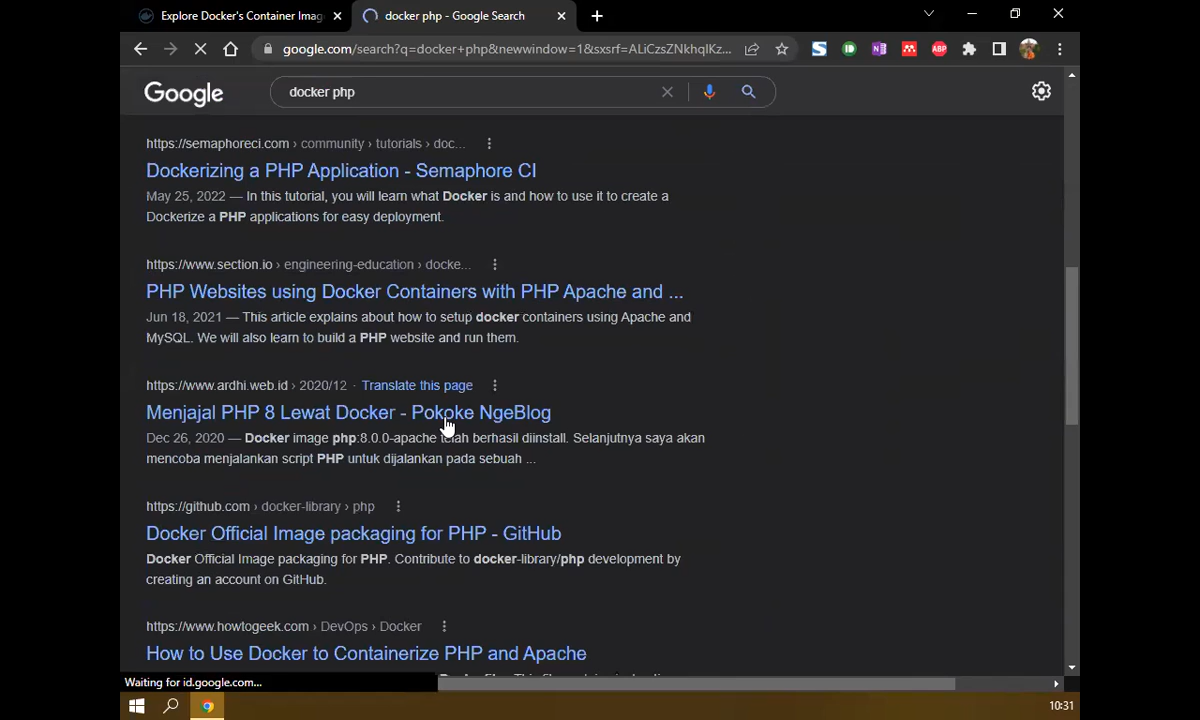 Explore Docker's Container Imag
docker php - Google Search
google.com/search?q=docker+php&newwindow=1&sxsrf=ALiCzsZNkhqIKz...
Google
docker php
https://semaphoreci.com › community › tutorials › doc...
Dockerizing a PHP Application - Semaphore CI
May 25, 2022 — In this tutorial, you will learn what Docker is and how to use it to create a
Dockerize a PHP applications for easy deployment.
https://www.section.io › engineering-education › docke...
PHP Websites using Docker Containers with PHP Apache and ...
Jun 18, 2021 — This article explains about how to setup docker containers using Apache and
MySQL. We will also learn to build a PHP website and run them.
https://www.ardhi.web.id › 2020/12 · Translate this page
Menjajal PHP 8 Lewat Docker - Pokoke NgeBlog
Dec 26, 2020 — Docker image php:8.0.0-apache telah berhasil diinstall. Selanjutnya saya akan
mencoba menjalankan script PHP untuk dijalankan pada sebuah ...
https://github.com › docker-library › php
Docker Official Image packaging for PHP - GitHub
Docker Official Image packaging for PHP. Contribute to docker-library/php development by
creating an account on GitHub.
https://www.howtogeek.com › DevOps › Docker
How to Use Docker to Containerize PHP and Apache
Waiting for id.google.com...
10:31